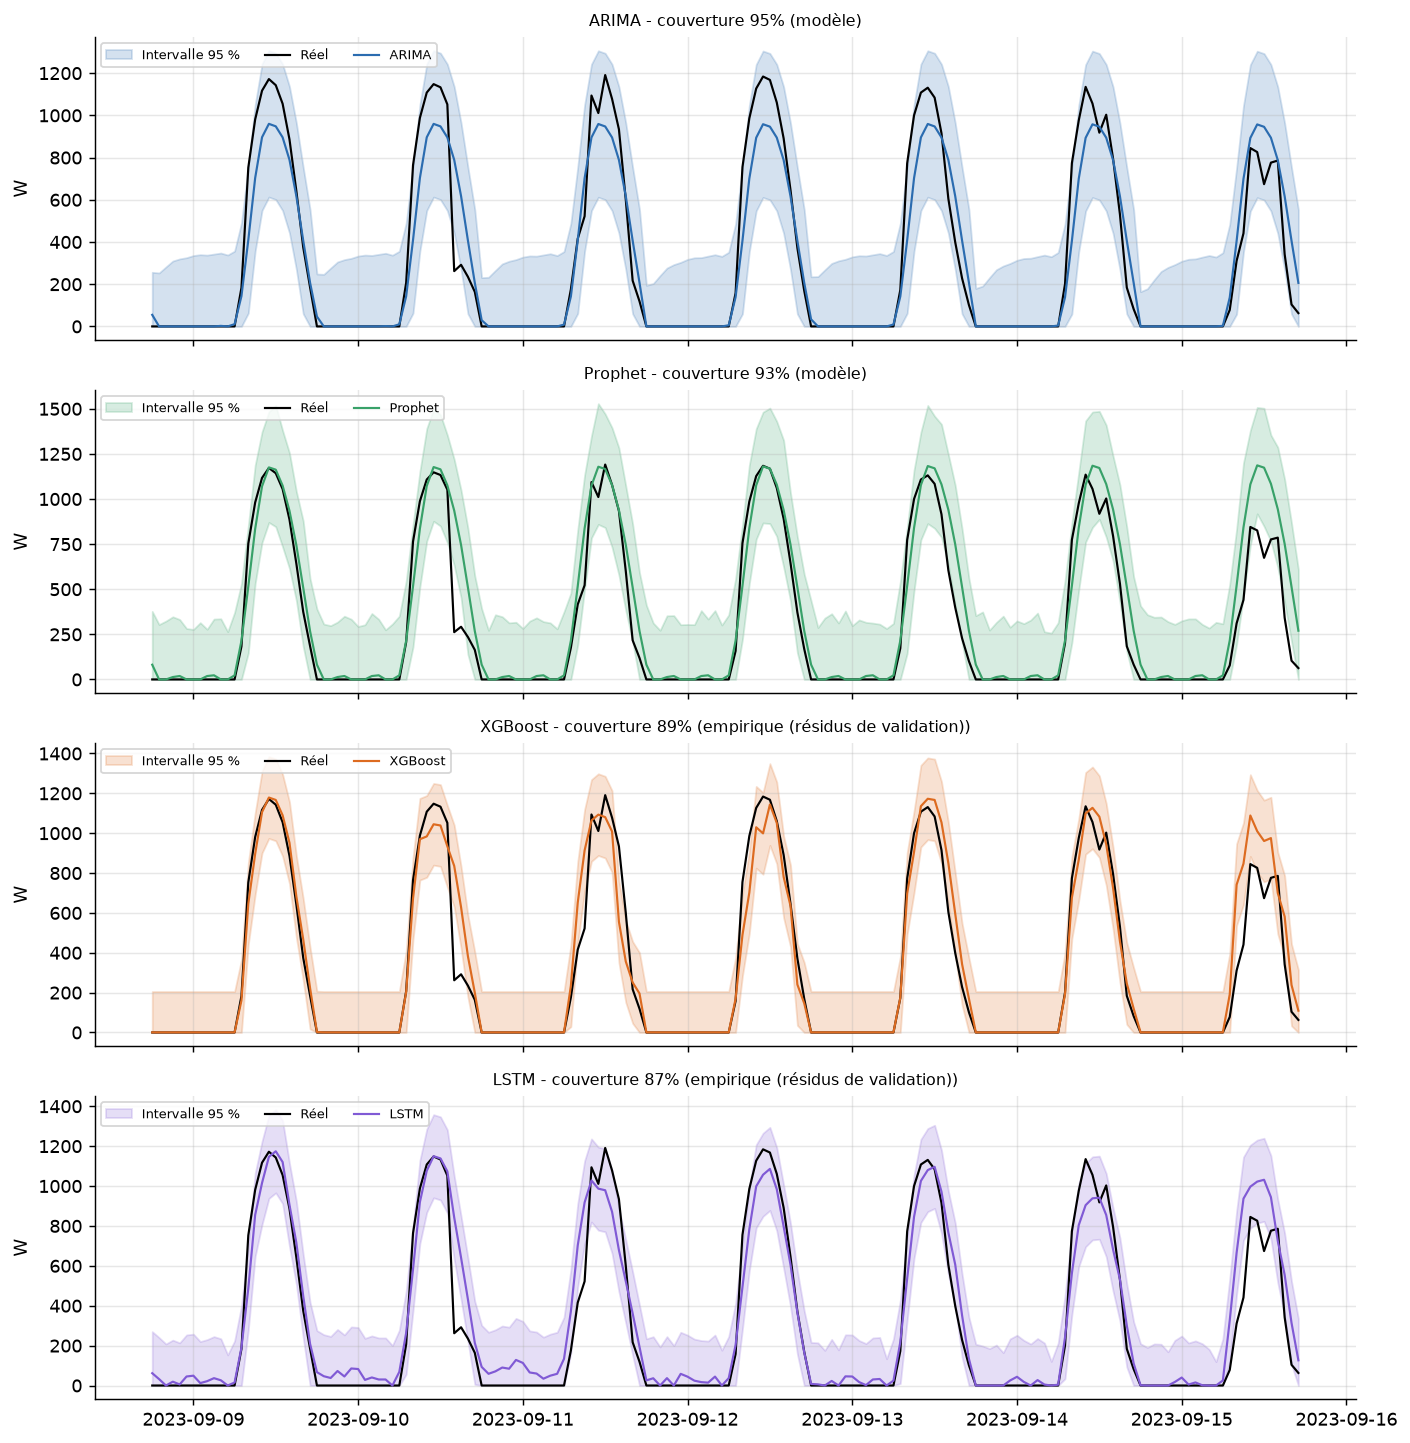 ARIMA - couverture 95% (modèle)
Intervalle 95 % Réel ARIMA
1200
1000
800
600
400
200
0
W
Prophet - couverture 93% (modèle)
Intervalle 95 % Réel Prophet
1500
1250
1000
750
500
250
0
W
XGBoost - couverture 89% (empirique (résidus de validation))
Intervalle 95 % Réel XGBoost
1400
1200
1000
800
600
400
200
0
W
LSTM - couverture 87% (empirique (résidus de validation))
Intervalle 95 % Réel LSTM
1400
1200
1000
800
600
400
200
0
W
2023-09-09 2023-09-10 2023-09-11 2023-09-12 2023-09-13 2023-09-14 2023-09-15 2023-09-16